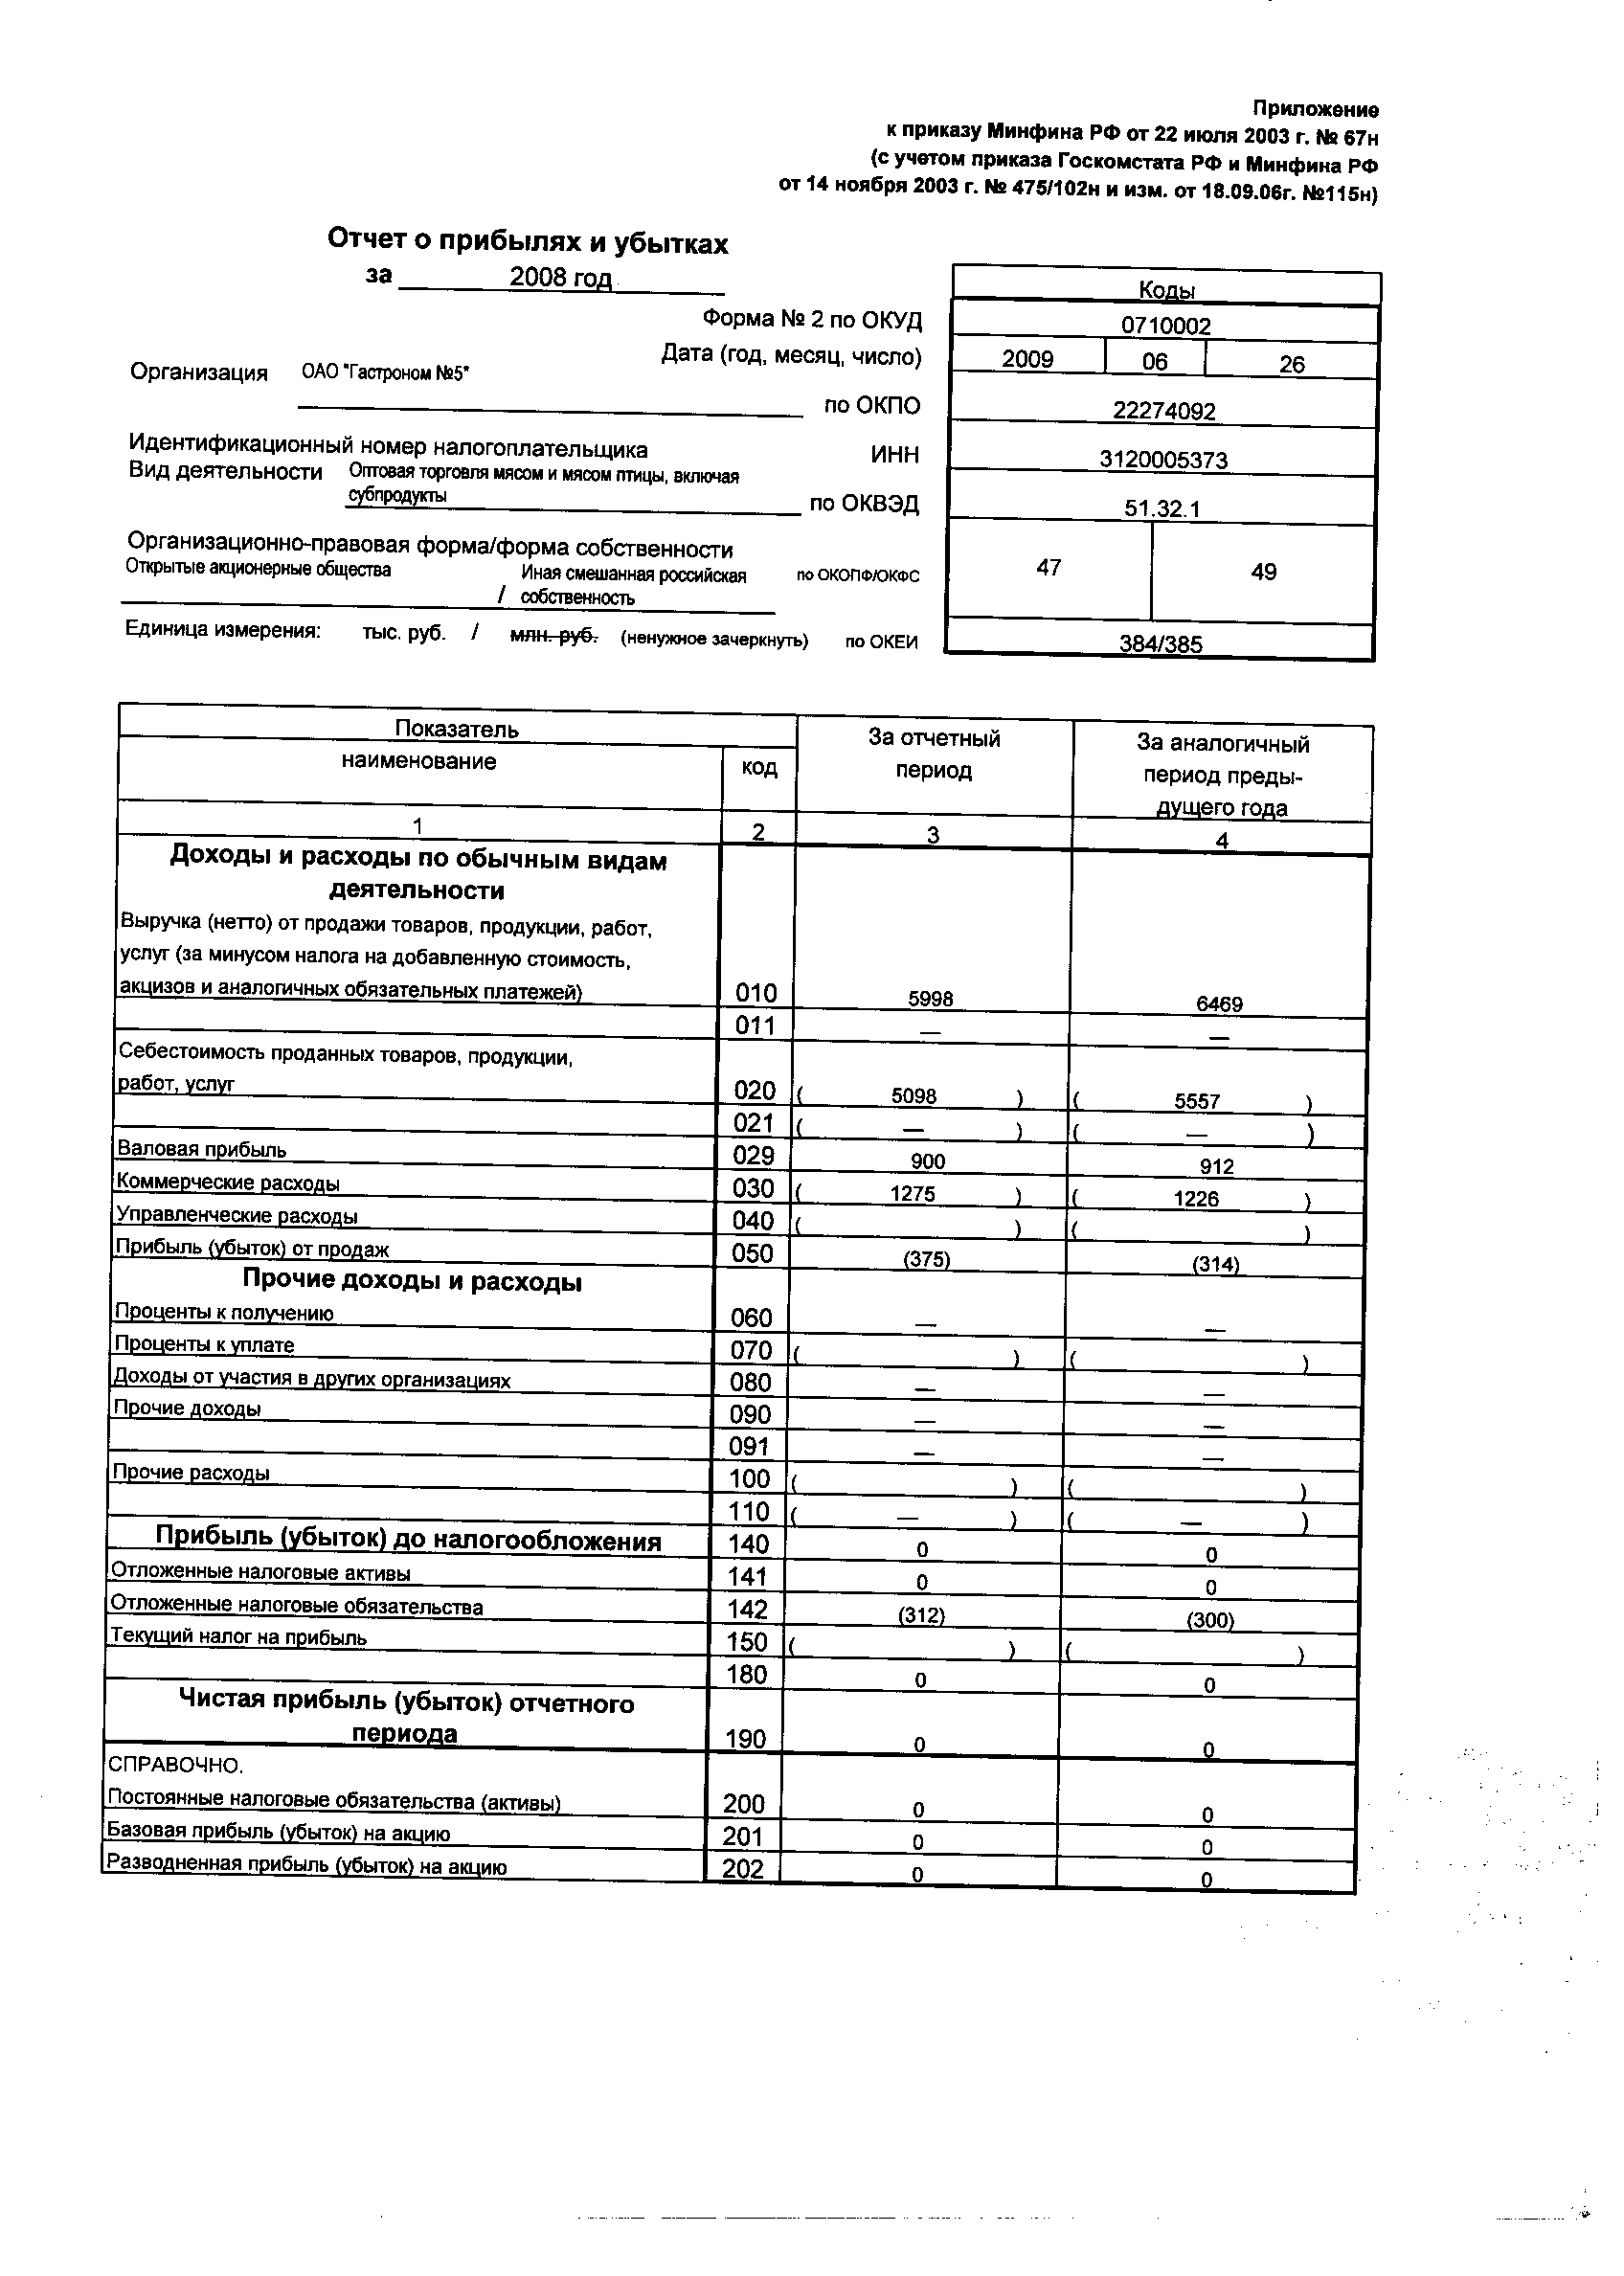 Приложение
к приказу Минфина РФ от 22 июля 2003 г. № 67н
(с учетом приказа Госкомстата РФ и Минфина РФ
от 14 ноября 2003 г. № 475/102н и изм. от 18.09.06г. №115н)
Отчет о прибылях и убытках
за 2008 год
Коды
Форма № 2 по ОКУД 0710002
Дата (год, месяц, число) 2009 06 26
Организация ОАО "Гастроном №5"
по ОКПО 22274092
Идентификационный номер налогоплательщика ИНН 3120005373
Вид деятельности Оптовая торговля мясом и мясом птицы, включая
субпродукты по ОКВЭД 51.32.1
Организационно-правовая форма/форма собственности
Открытые акционерные общества / Иная смешанная российская
собственность по ОКОПФ/ОКФС 47 49
Единица измерения: тыс. руб. / млн. руб. (ненужное зачеркнуть) по ОКЕИ 384/385
Показатель За отчетный период За аналогичный период преды-
дущего года
наименование код
1 2 3 4
Доходы и расходы по обычным видам
деятельности
Выручка (нетто) от продажи товаров, продукции, работ,
услуг (за минусом налога на добавленную стоимость,
акцизов и аналогичных обязательных платежей) 010 5998 6469
011 — —
Себестоимость проданных товаров, продукции,
работ, услуг 020 ( 5098 ) ( 5557 )
021 ( — ) ( — )
Валовая прибыль 029 900 912
Коммерческие расходы 030 ( 1275 ) ( 1226 )
Управленческие расходы 040 ( ) ( )
Прибыль (убыток) от продаж 050 (375) (314)
Прочие доходы и расходы
Проценты к получению 060 — —
Проценты к уплате 070 ( ) ( )
Доходы от участия в других организациях 080 — —
Прочие доходы 090 — —
091 — —
Прочие расходы 100 ( ) ( )
110 ( — ) ( — )
Прибыль (убыток) до налогообложения 140 0 0
Отложенные налоговые активы 141 0 0
Отложенные налоговые обязательства 142 (312) (300)
Текущий налог на прибыль 150 ( ) ( )
180 0 0
Чистая прибыль (убыток) отчетного
периода 190 0 0
СПРАВОЧНО.
Постоянные налоговые обязательства (активы) 200 0 0
Базовая прибыль (убыток) на акцию 201 0 0
Разводненная прибыль (убыток) на акцию 202 0 0